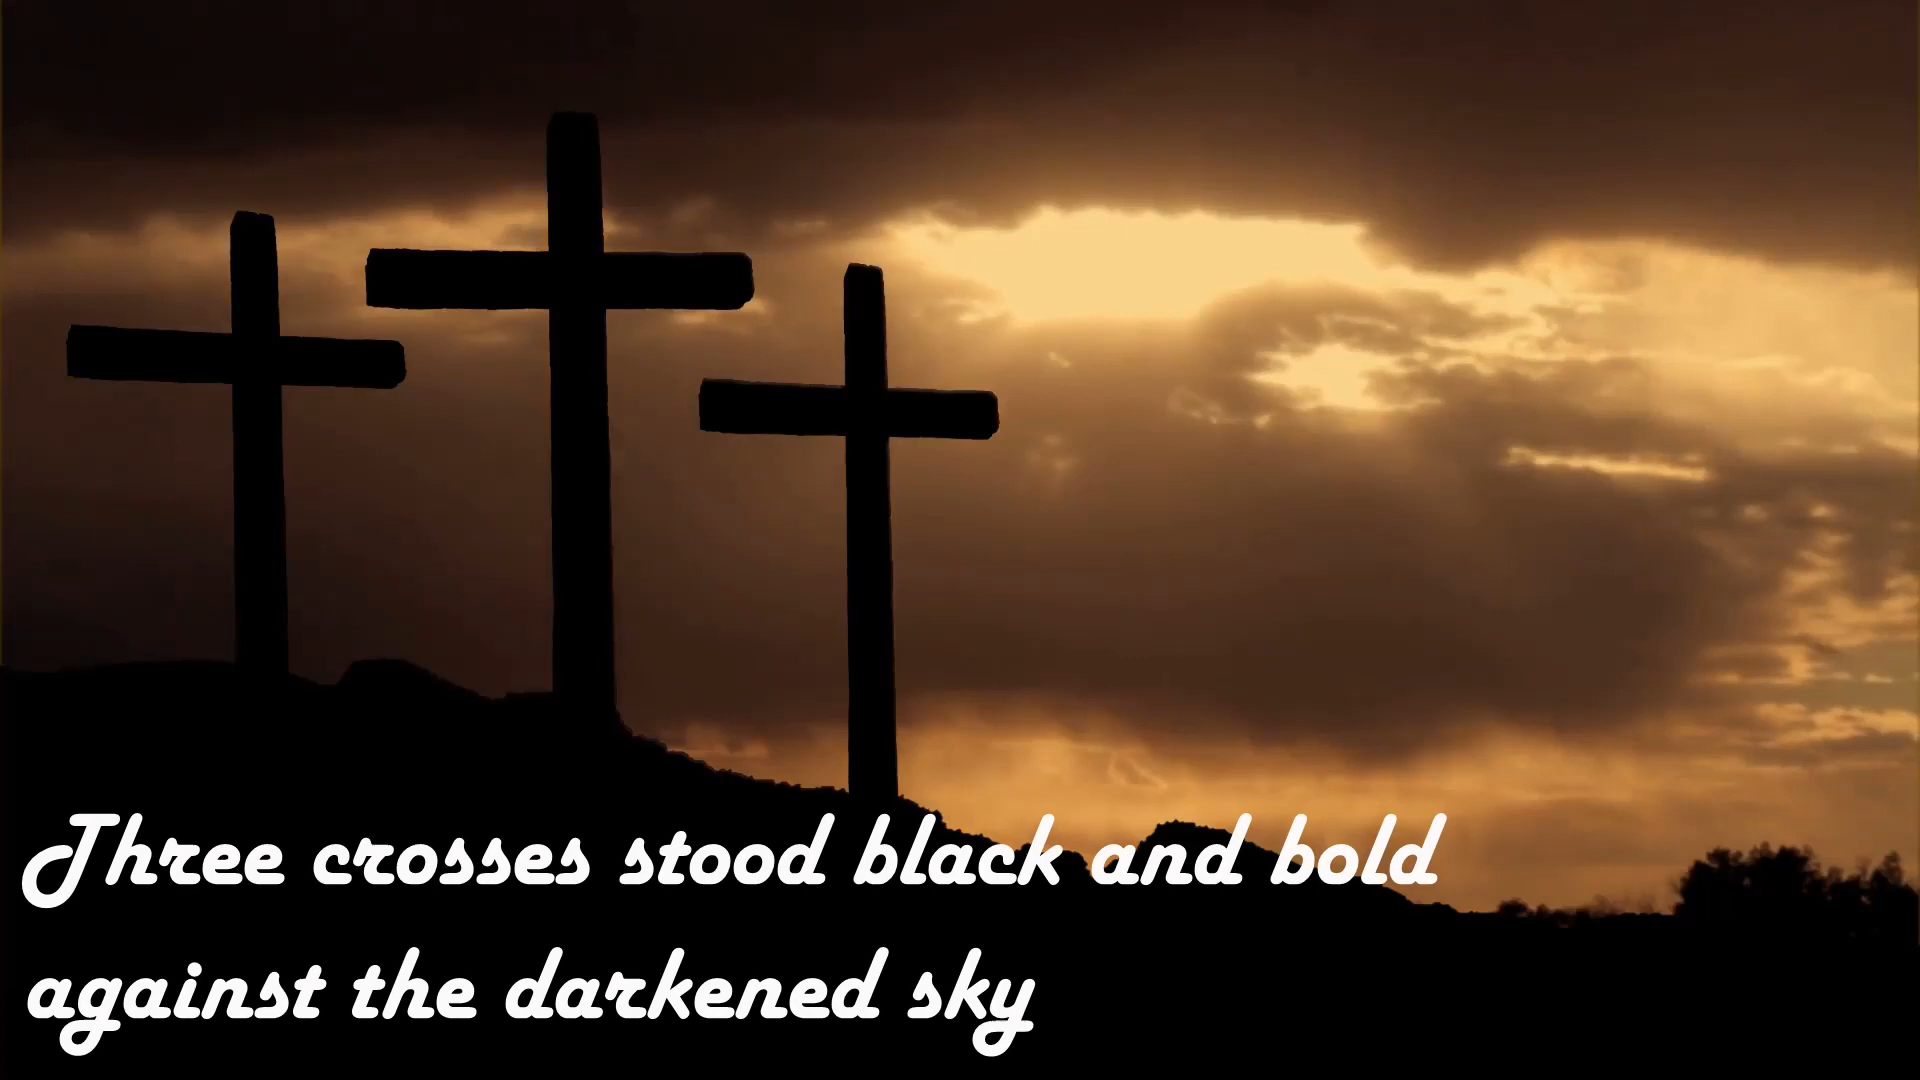 Three crosses stood black and bold
against the darkened sky